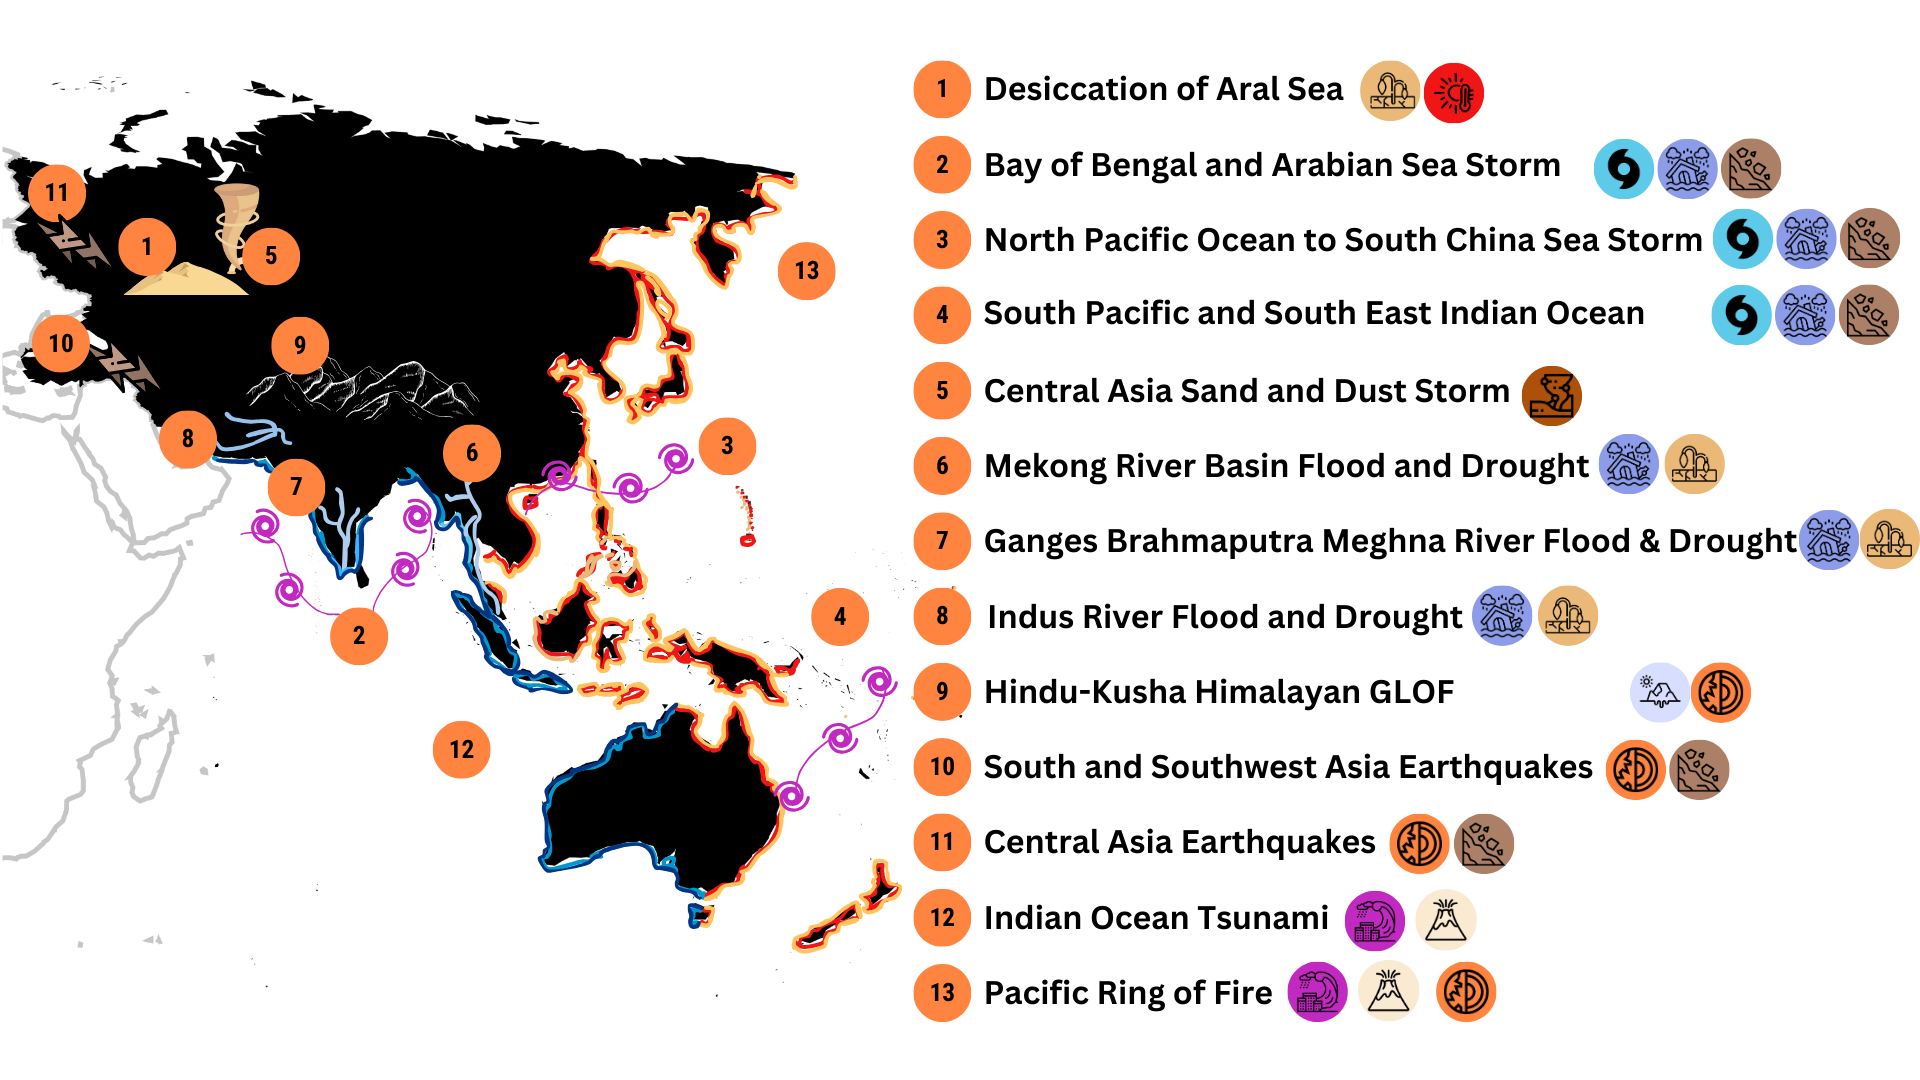 11
1
5
13
10
9
8
6
3
7
2
4
12
1 Desiccation of Aral Sea
2 Bay of Bengal and Arabian Sea Storm
3 North Pacific Ocean to South China Sea Storm
4 South Pacific and South East Indian Ocean
5 Central Asia Sand and Dust Storm
6 Mekong River Basin Flood and Drought
7 Ganges Brahmaputra Meghna River Flood & Drought
8 Indus River Flood and Drought
9 Hindu-Kusha Himalayan GLOF
10 South and Southwest Asia Earthquakes
11 Central Asia Earthquakes
12 Indian Ocean Tsunami
13 Pacific Ring of Fire